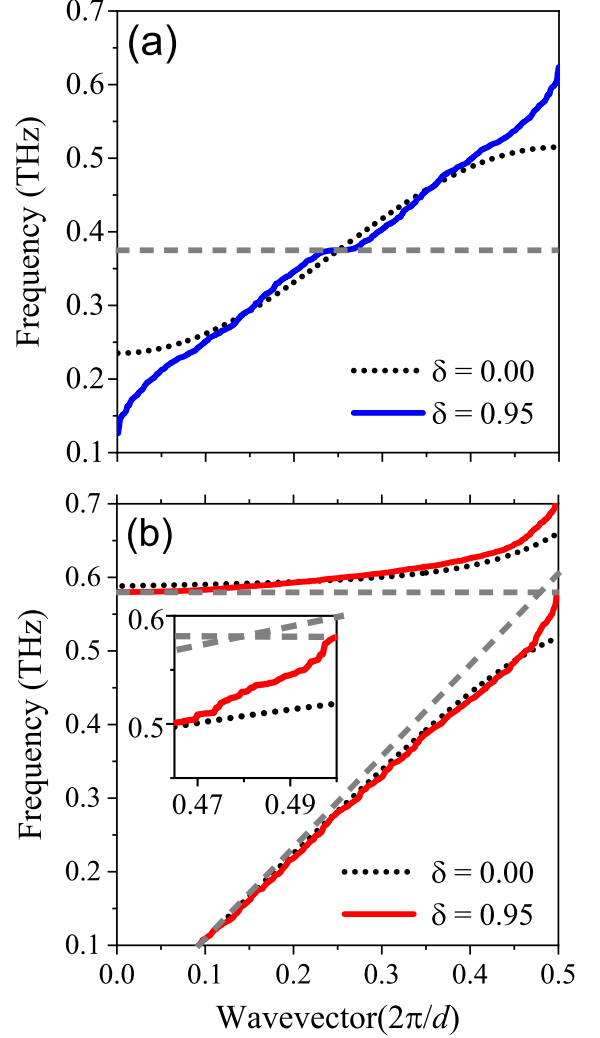 (a)
0.7
0.6
0.5
0.4
0.3
0.2
0.1
Frequency (THz)
δ = 0.00
δ = 0.95
(b)
0.7
0.6
0.5
0.4
0.3
0.2
0.1
Frequency (THz)
0.6
0.5
0.47 0.49
δ = 0.00
δ = 0.95
0.0 0.1 0.2 0.3 0.4 0.5
Wavevector(2π/d)